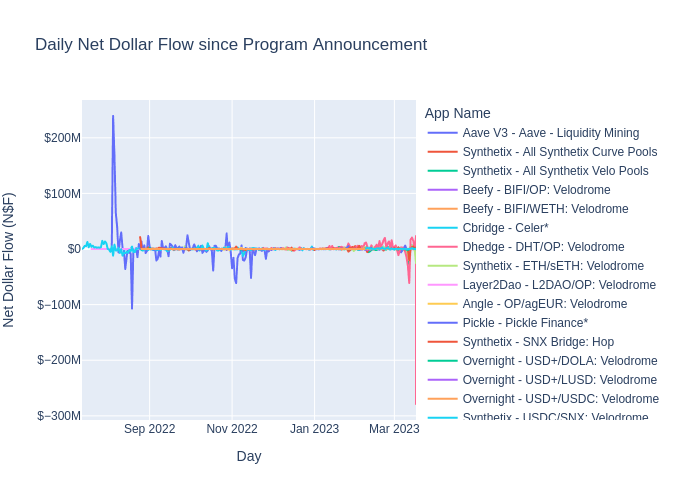 Daily Net Dollar Flow since Program Announcement
App Name
Aave V3 - Aave - Liquidity Mining
Synthetix - All Synthetix Curve Pools
Synthetix - All Synthetix Velo Pools
Beefy - BIFI/OP: Velodrome
Beefy - BIFI/WETH: Velodrome
Cbridge - Celer*
Dhedge - DHT/OP: Velodrome
Synthetix - ETH/sETH: Velodrome
Layer2Dao - L2DAO/OP: Velodrome
Angle - OP/agEUR: Velodrome
Pickle - Pickle Finance*
Synthetix - SNX Bridge: Hop
Overnight - USD+/DOLA: Velodrome
Overnight - USD+/LUSD: Velodrome
Overnight - USD+/USDC: Velodrome
Synthetix - USDC/SNX: Velodrome
Net Dollar Flow (N$F)
$200M
$100M
$0
$−100M
$−200M
$−300M
Sep 2022
Nov 2022
Jan 2023
Mar 2023
Day